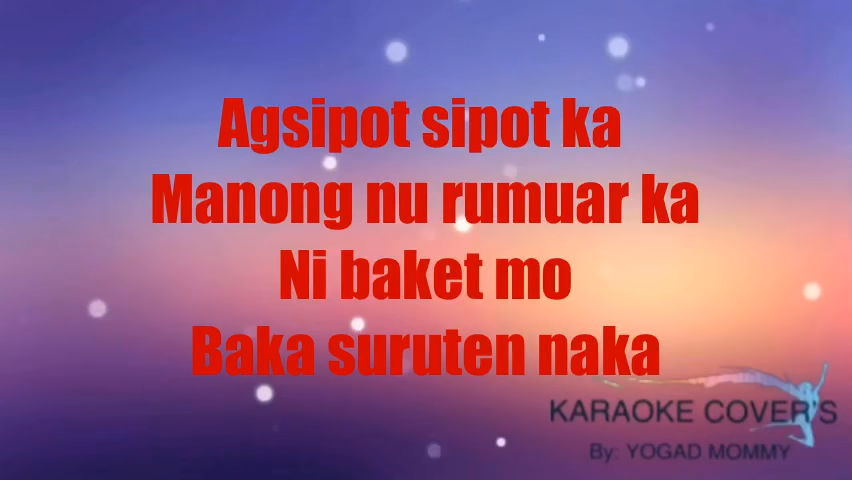 Agsipot sipot ka
Manong nu rumuar ka
Ni baket mo
Baka suruten naka
KARAOKE COVER'S
By: YOGAD MOMMY